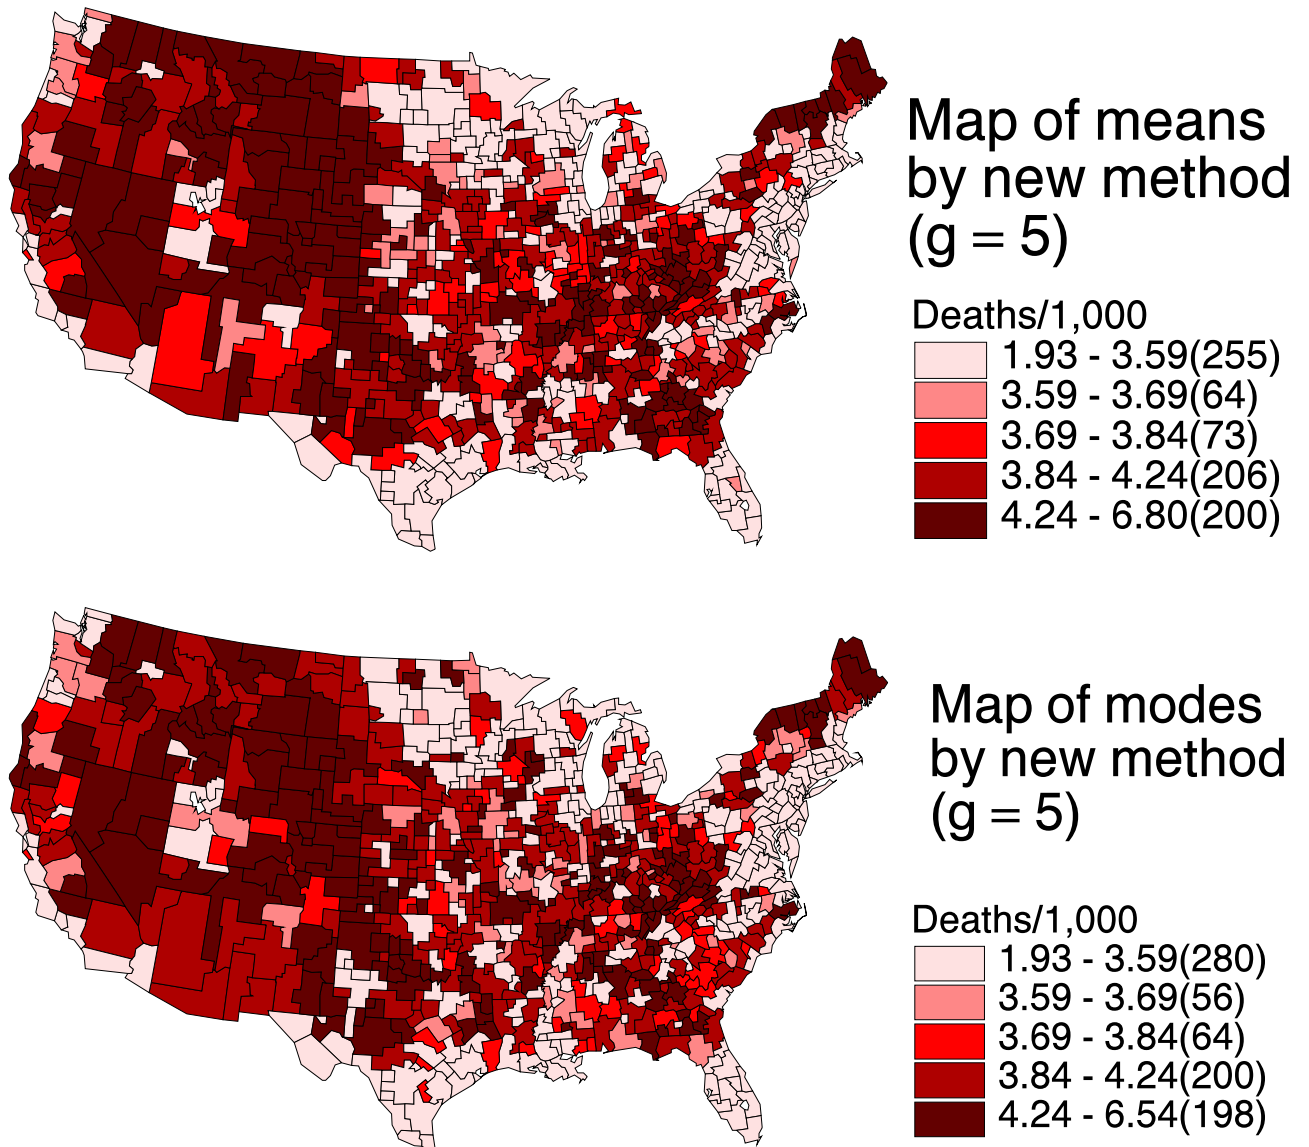 Map of means
by new method
(g = 5)
Deaths/1,000
1.93 - 3.59(255)
3.59 - 3.69(64)
3.69 - 3.84(73)
3.84 - 4.24(206)
4.24 - 6.80(200)
Map of modes
by new method
(g = 5)
Deaths/1,000
1.93 - 3.59(280)
3.59 - 3.69(56)
3.69 - 3.84(64)
3.84 - 4.24(200)
4.24 - 6.54(198)